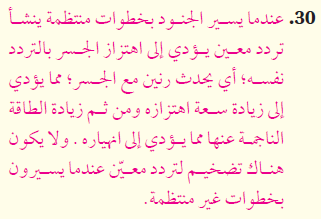 30. عندما يسير الجنود بخطوات منتظمة ينشأ
تردد معين يؤدي إلى اهتزاز الجسر بالتردد
نفسه؛ أي يحدث رنين مع الجسر؛ مما يؤدي
إلى زيادة سعة اهتزازه ومن ثم زيادة الطاقة
الناجمة عنها مما يؤدي إلى انهياره. ولا يكون
هناك تضخيم لتردد معيّن عندما يسيرون
بخطوات غير منتظمة.